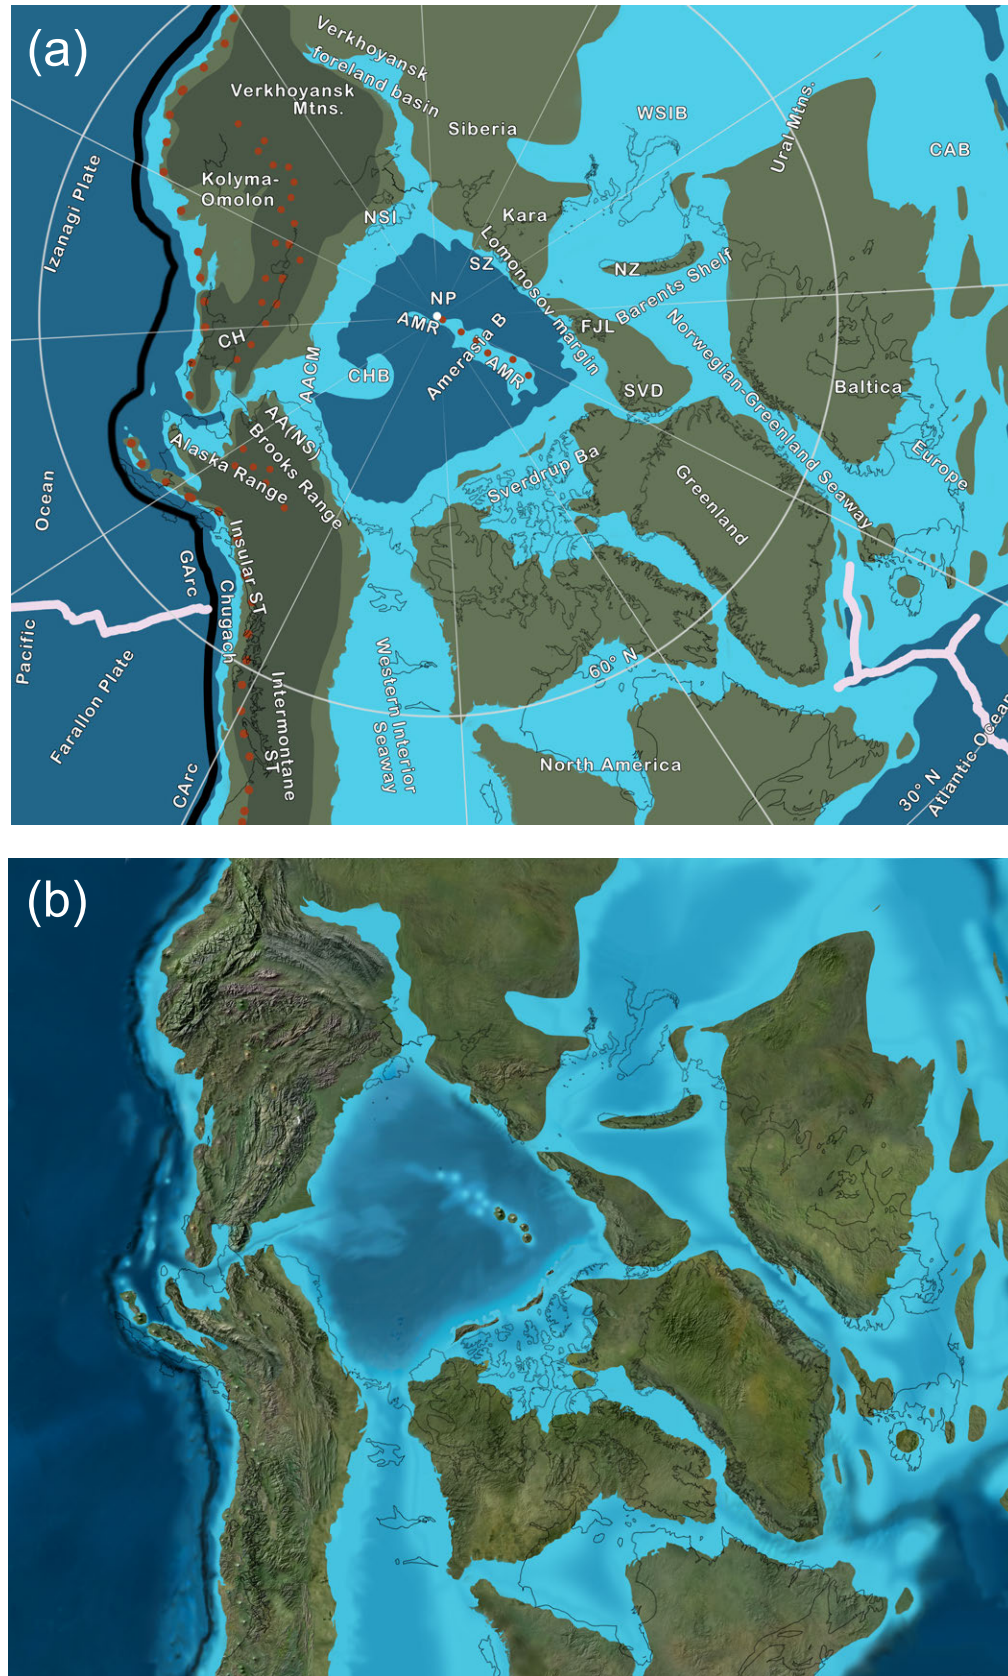 (a)
Verkhoyansk
foreland basin
Verkhoyansk
Mtns.
Siberia
WSIB
Ural Mtns.
CAB
Izanagi Plate
Kolyma-
Omolon
NSI
Kara
Lomonosov margin
SZ
NZ
Barents Shelf
NP
AMR
Amerasia B
AMR
FJL
Norwegian-Greenland Seaway
CH
AACM
CHB
SVD
Baltica
AA(NS)
Brooks Range
Alaska Range
Sverdrup Ba
Greenland
Europe
Ocean
Insular ST
GArc
Chugach
Pacific
Farallon Plate
Western Interior
Seaway
60° N
Intermontane
ST
North America
CArc
30° N
Atlantic Ocean
(b)